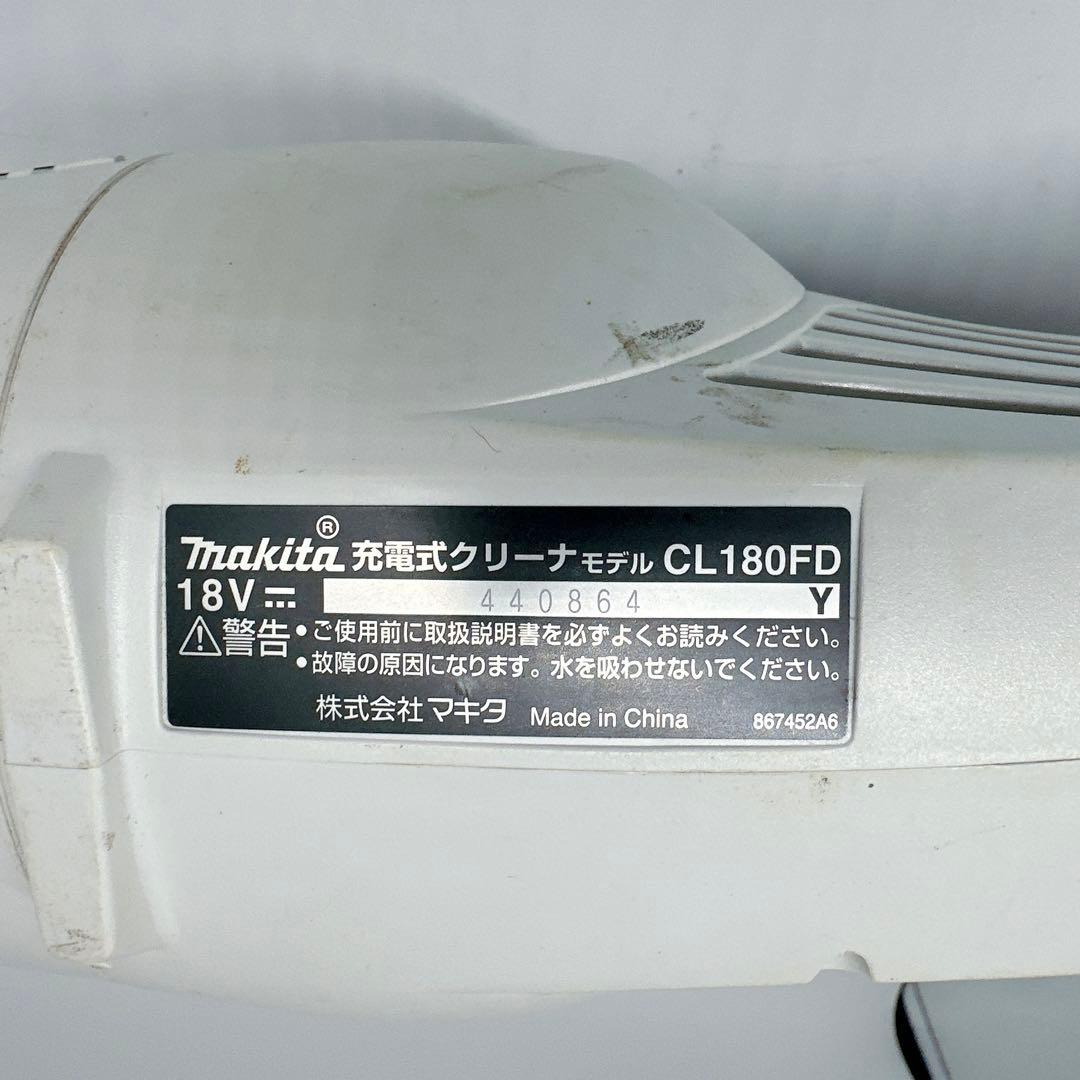 makita® 充電式クリーナ モデル CL180FD
18V⎓ 440864 Y
⚠警告 • ご使用前に取扱説明書を必ずよくお読みください。
• 故障の原因になります。水を吸わせないでください。
株式会社 マキタ Made in China 867452A6